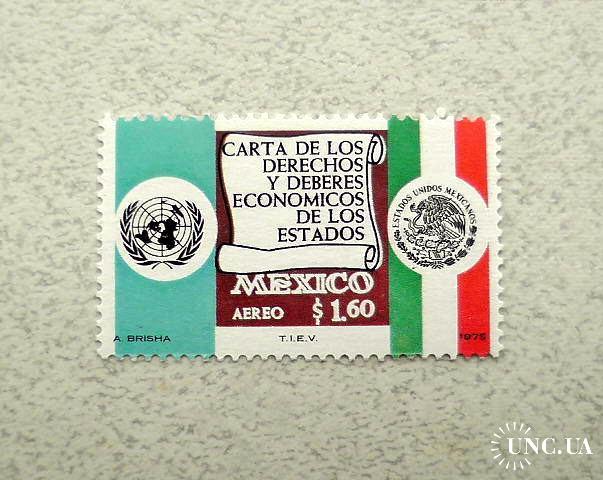 CARTA DE LOS
DERECHOS
Y DEBERES
ECONOMICOS
DE LOS
ESTADOS
ESTADOS UNIDOS MEXICANOS
MEXICO
AEREO $1.60
A. BRISHA T.I.E.V. 1975
UNC.UA